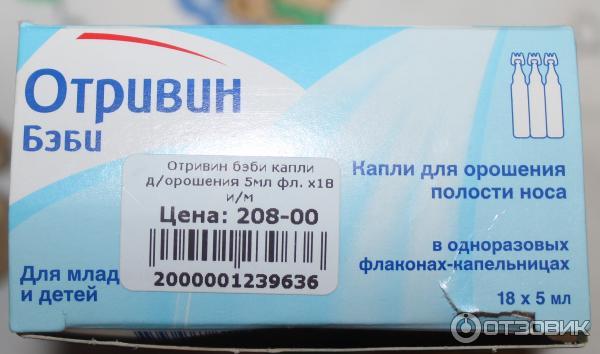 Отривин
Бэби
Отривин бэби капли
д/орошения 5мл фл. x18
и/м
Цена: 208-00
2000001239636
Капли для орошения
полости носа
в одноразовых
флаконах-капельницах
18 x 5 мл
Для млад
и детей
ОТЗОВИК